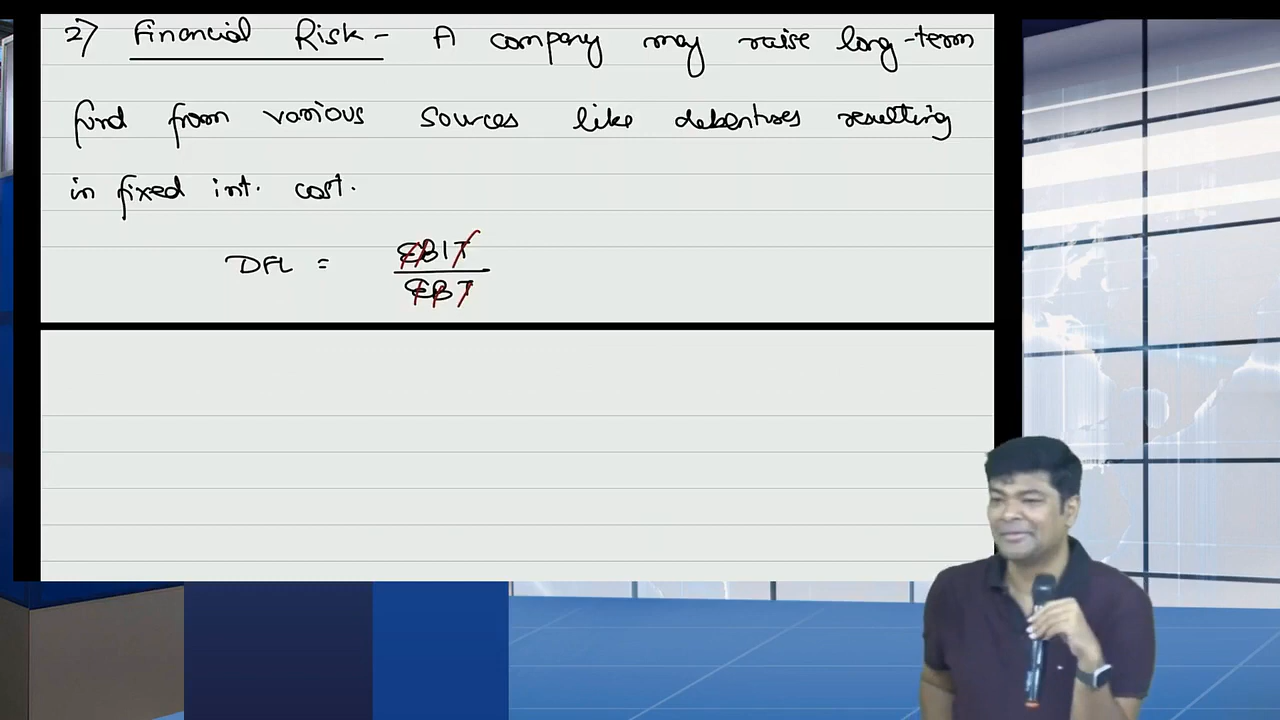 2) Financial Risk - A company may raise long-term
fund from various sources like debentures resulting
in fixed int. cost.
DFL = EBIT
EBT